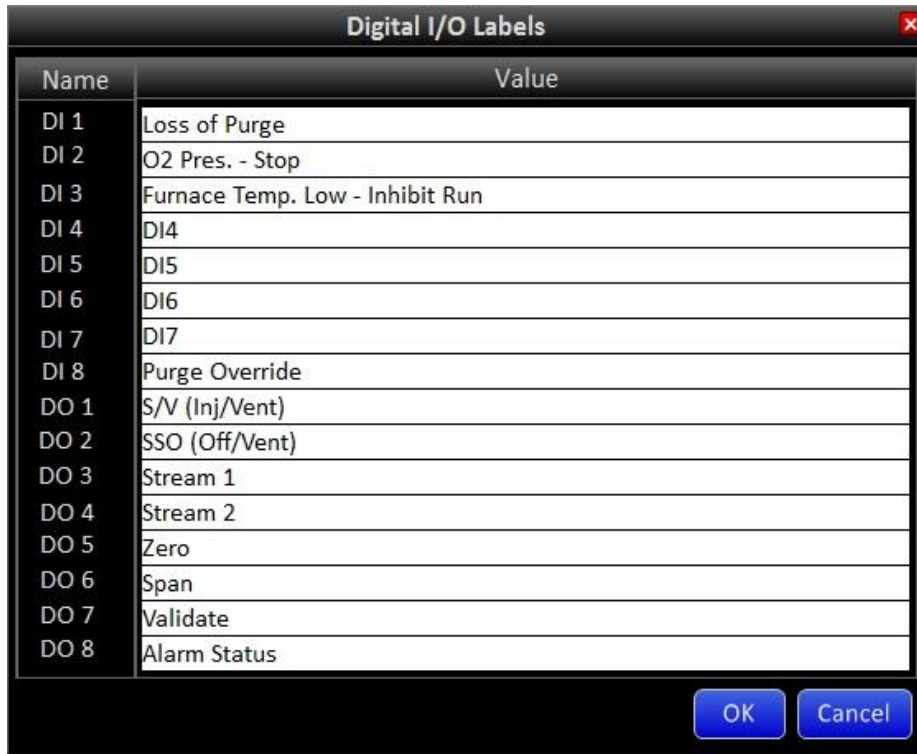 Digital I/O Labels
Name Value
DI 1 Loss of Purge
DI 2 O2 Pres. - Stop
DI 3 Furnace Temp. Low - Inhibit Run
DI 4 DI4
DI 5 DI5
DI 6 DI6
DI 7 DI7
DI 8 Purge Override
DO 1 S/V (Inj/Vent)
DO 2 SSO (Off/Vent)
DO 3 Stream 1
DO 4 Stream 2
DO 5 Zero
DO 6 Span
DO 7 Validate
DO 8 Alarm Status
OK Cancel